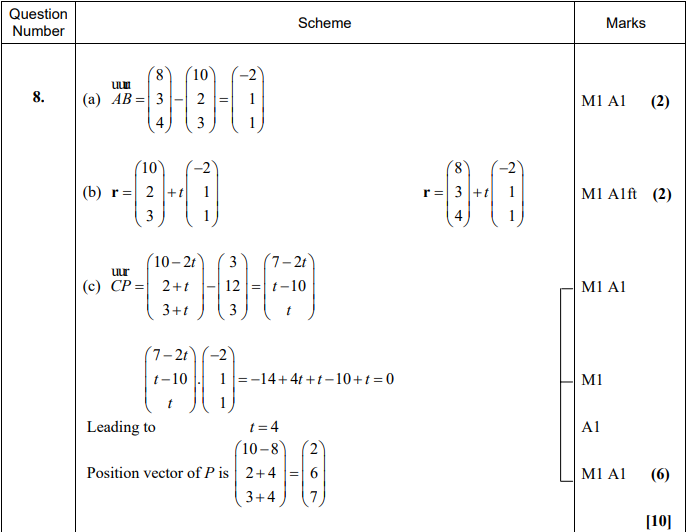 Question Number Scheme Marks
8. (a) AB = (8 3 4) − (10 2 3) = (−2 1 1) M1 A1 (2)
(b) r = (10 2 3) + t (−2 1 1) r = (8 3 4) + t (−2 1 1) M1 A1ft (2)
(c) CP = (10 − 2t 2 + t 3 + t) − (3 12 3) = (7 − 2t t − 10 t) M1 A1
(7 − 2t t − 10 t) . (−2 1 1) = −14 + 4t + t − 10 + t = 0 M1
Leading to t = 4 A1
Position vector of P is (10 − 8 2 + 4 3 + 4) = (2 6 7) M1 A1 (6)
[10]